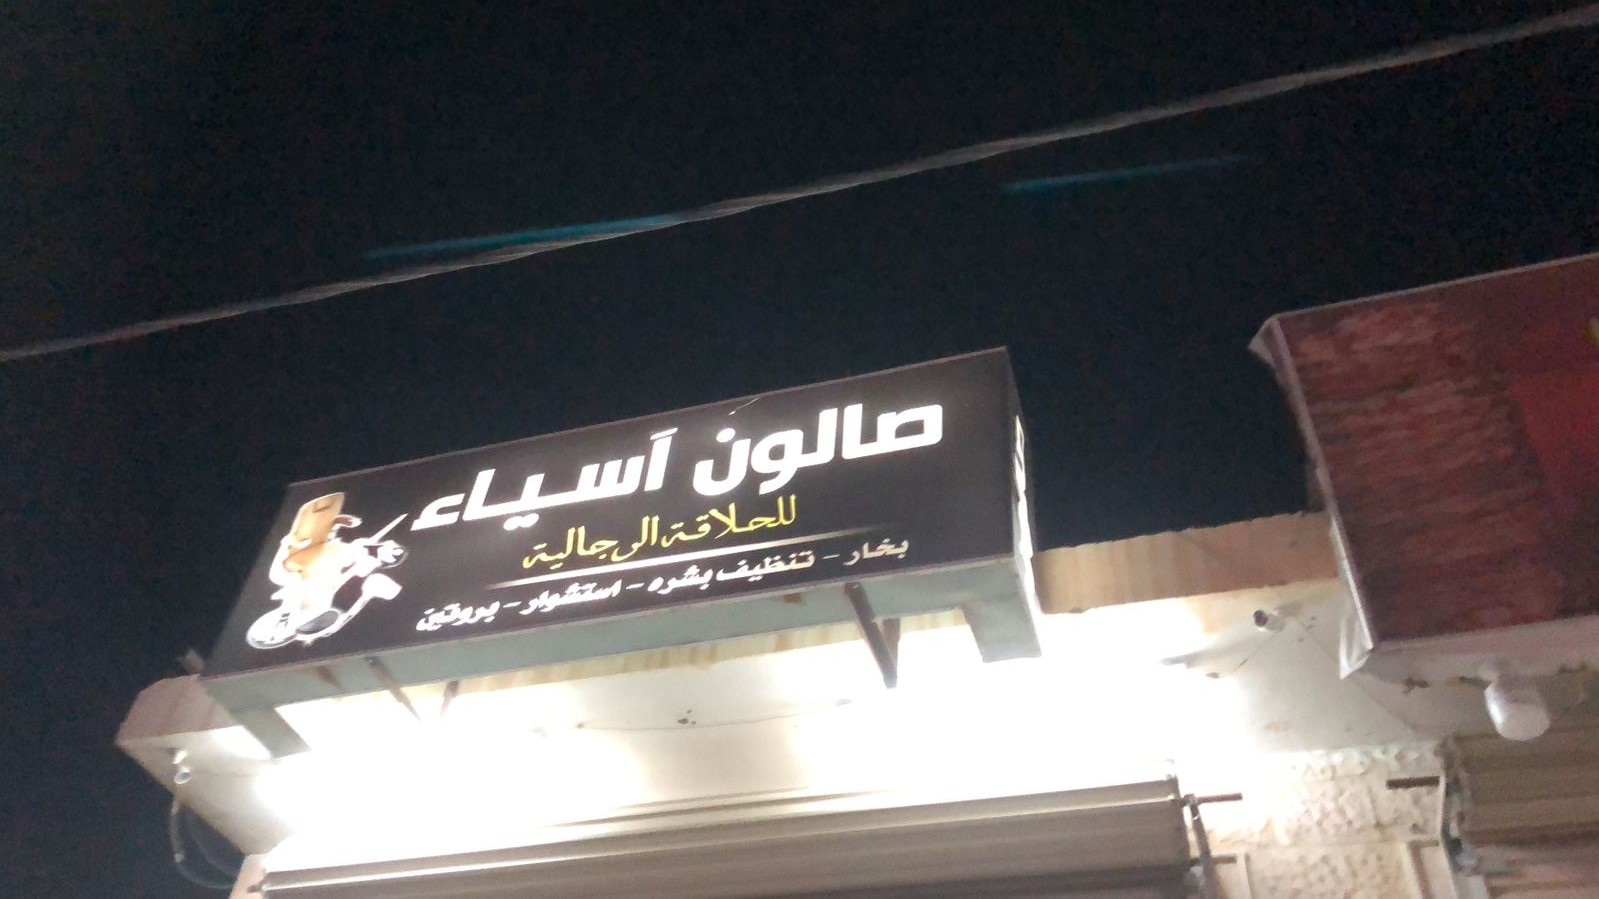 صالون آسياء
للحلاقة الرجالية
بخار - تنظيف بشره - استشوار - بروتين